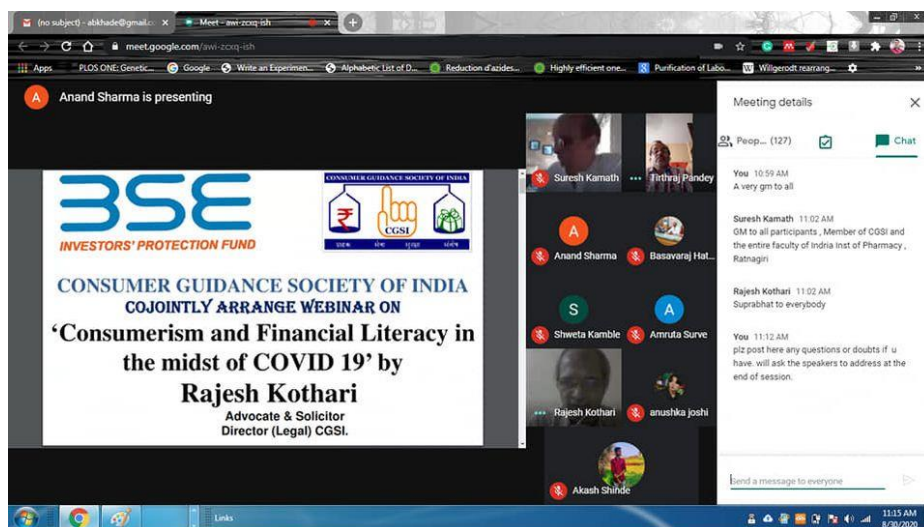 (no subject) - abkhade@gmail.c
Meet - awi-zcxq-ish
meet.google.com/awi-zcxq-ish
Apps
PLOS ONE: Genetic...
Google
Write an Experimen...
Alphabetic List of D...
Reduction d'azides...
Highly efficient one...
Purification of Labo...
Willgerodt rearrang...
A
Anand Sharma is presenting
BSE
INVESTORS' PROTECTION FUND
CONSUMER GUIDANCE SOCIETY OF INDIA
₹
CGSI
ग्राहक सेवा सुरक्षा संतोष
CONSUMER GUIDANCE SOCIETY OF INDIA
COJOINTLY ARRANGE WEBINAR ON
‘Consumerism and Financial Literacy in
the midst of COVID 19’ by
Rajesh Kothari
Advocate & Solicitor
Director (Legal) CGSI.
Suresh Kamath
Tirthraj Pandey
A
Anand Sharma
Basavaraj Hat...
S
Shweta Kamble
A
Amruta Surve
Rajesh Kothari
anushka joshi
Akash Shinde
Meeting details
Peop... (127)
Chat
You 10:59 AM
A very gm to all
Suresh Kamath 11:02 AM
GM to all participants , Member of CGSI and
the entire faculty of Indria Inst of Pharmacy ,
Ratnagiri
Rajesh Kothari 11:02 AM
Suprabhat to everybody
You 11:12 AM
plz post here any questions or doubts if u
have. will ask the speakers to address at the
end of session.
Send a message to everyone
Links
11:15 AM
8/30/2020